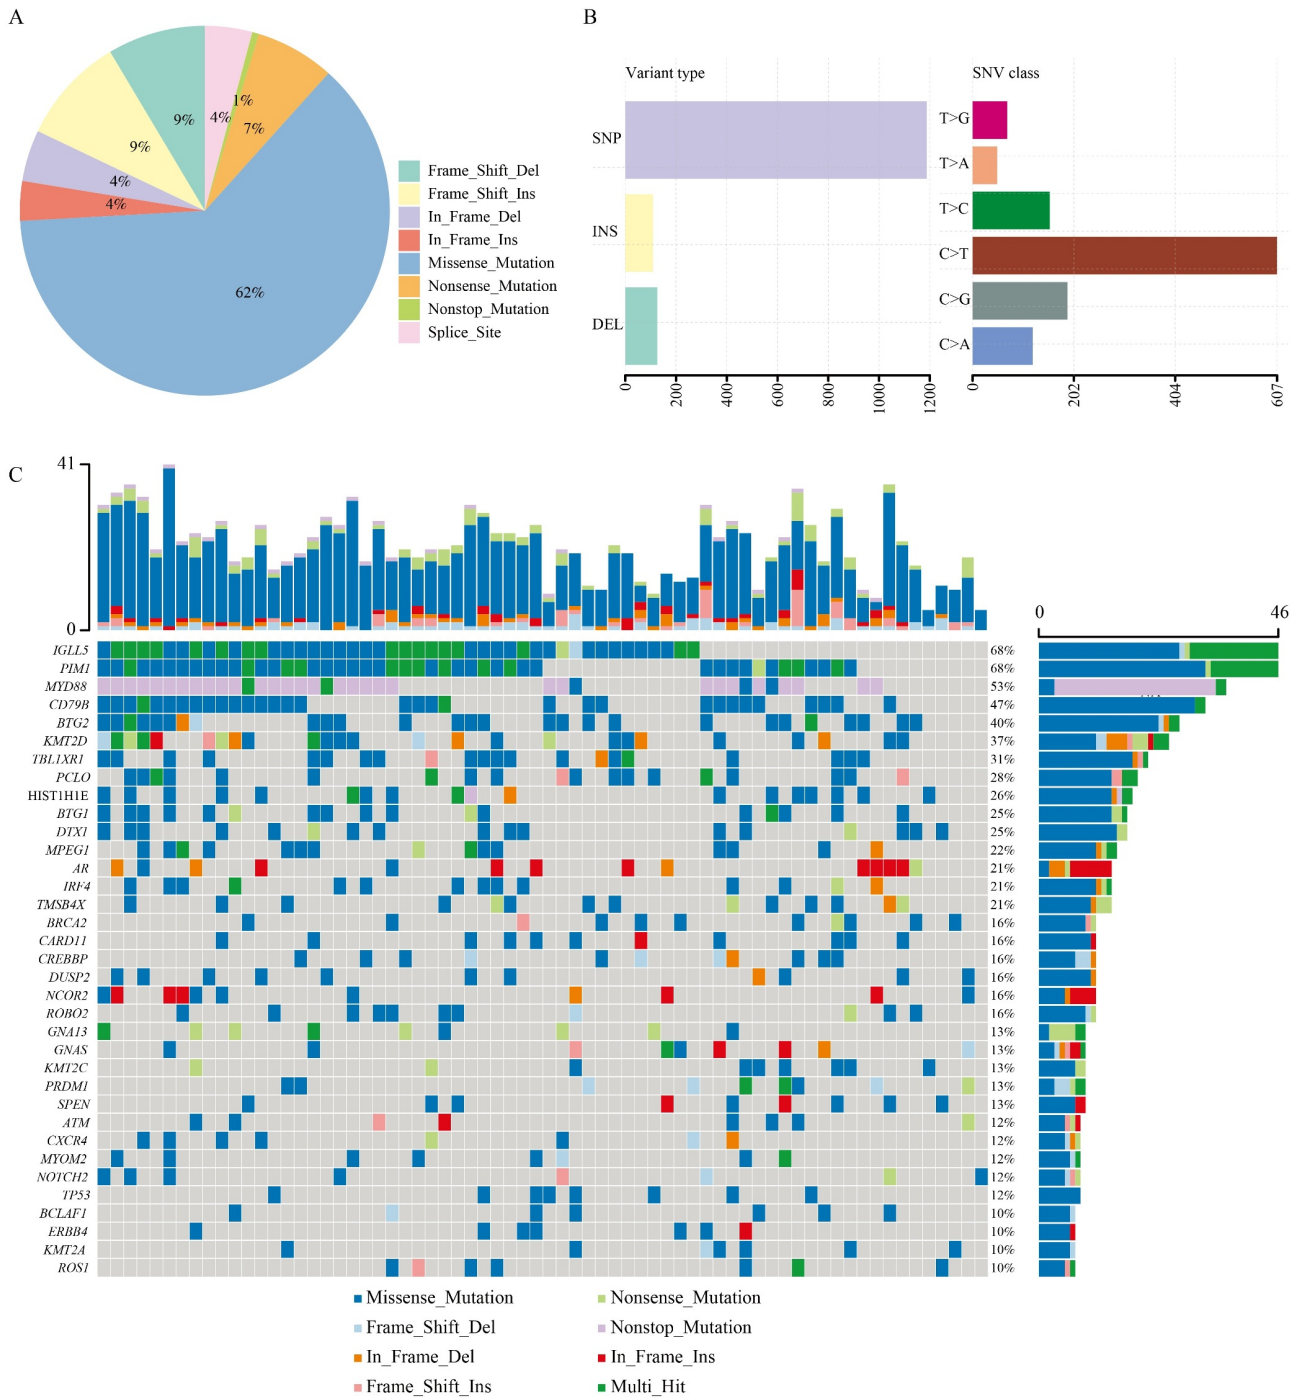 A
4%
1%
7%
9%
9%
4%
4%
62%
Frame_Shift_Del
Frame_Shift_Ins
In_Frame_Del
In_Frame_Ins
Missense_Mutation
Nonsense_Mutation
Nonstop_Mutation
Splice_Site
B
Variant type
SNP
INS
DEL
0
200
400
600
800
1000
1200
SNV class
T>G
T>A
T>C
C>T
C>G
C>A
0
202
404
607
C
41
0
0
46
IGLL5 68%
PIM1 68%
MYD88 53%
CD79B 47%
BTG2 40%
KMT2D 37%
TBL1XR1 31%
PCLO 28%
HIST1H1E 26%
BTG1 25%
DTX1 25%
MPEG1 22%
AR 21%
IRF4 21%
TMSB4X 21%
BRCA2 16%
CARD11 16%
CREBBP 16%
DUSP2 16%
NCOR2 16%
ROBO2 16%
GNA13 13%
GNAS 13%
KMT2C 13%
PRDM1 13%
SPEN 13%
ATM 12%
CXCR4 12%
MYOM2 12%
NOTCH2 12%
TP53 12%
BCLAF1 10%
ERBB4 10%
KMT2A 10%
ROS1 10%
Missense_Mutation
Frame_Shift_Del
In_Frame_Del
Frame_Shift_Ins
Nonsense_Mutation
Nonstop_Mutation
In_Frame_Ins
Multi_Hit